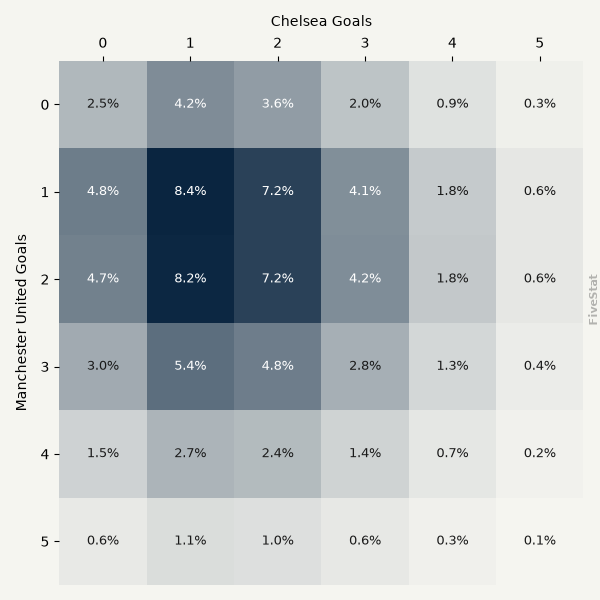 Chelsea Goals
0 1 2 3 4 5
0 2.5% 4.2% 3.6% 2.0% 0.9% 0.3%
1 4.8% 8.4% 7.2% 4.1% 1.8% 0.6%
2 4.7% 8.2% 7.2% 4.2% 1.8% 0.6%
3 3.0% 5.4% 4.8% 2.8% 1.3% 0.4%
4 1.5% 2.7% 2.4% 1.4% 0.7% 0.2%
5 0.6% 1.1% 1.0% 0.6% 0.3% 0.1%
Manchester United Goals
FiveStat